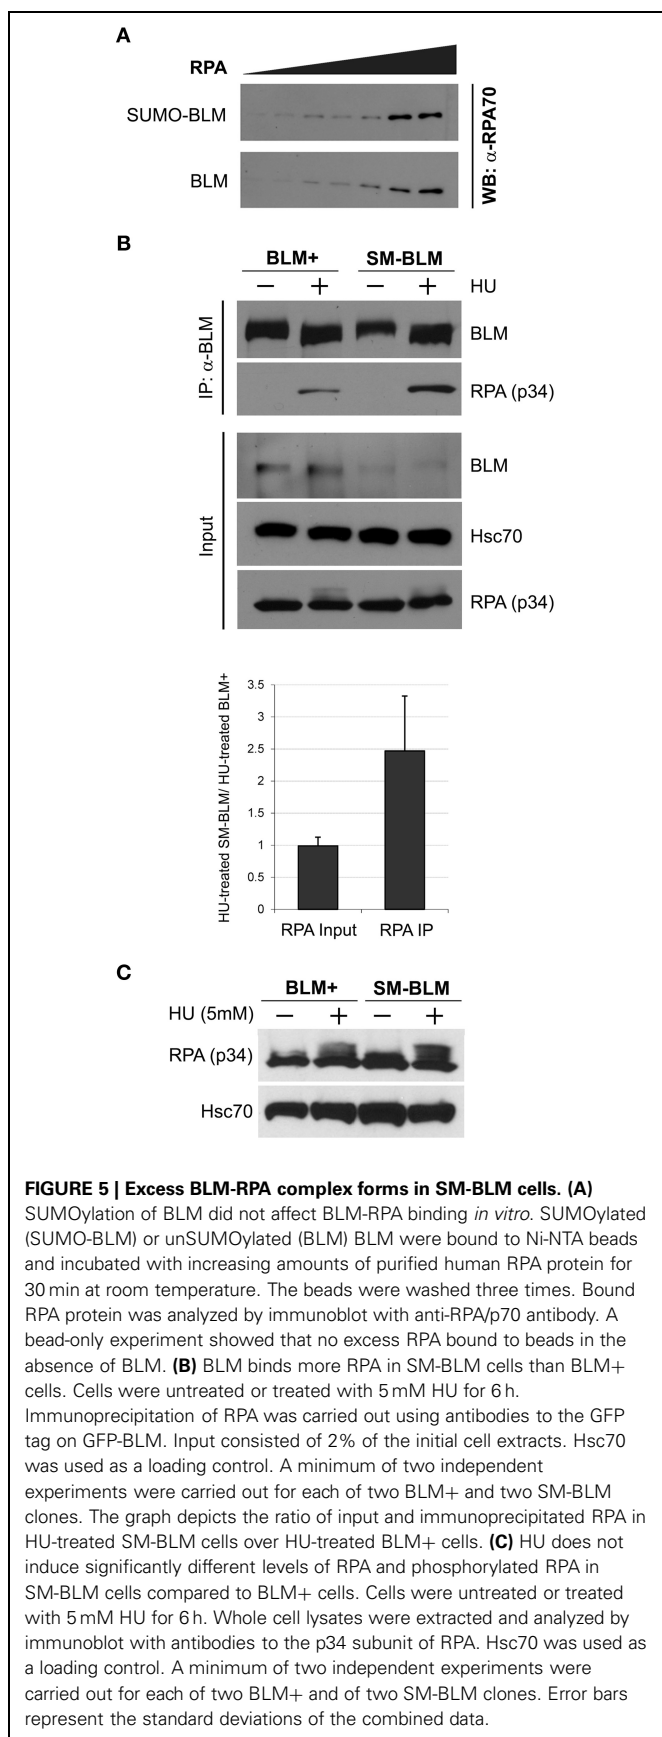 A
RPA
SUMO-BLM
BLM
WB: α-RPA70
B
BLM+ SM-BLM
− + − + HU
IP: α-BLM
BLM
RPA (p34)
Input
BLM
Hsc70
RPA (p34)
HU-treated SM-BLM/ HU-treated BLM+
3.5
3
2.5
2
1.5
1
0.5
0
RPA Input RPA IP
C
BLM+ SM-BLM
HU (5mM) − + − +
RPA (p34)
Hsc70
FIGURE 5 | Excess BLM-RPA complex forms in SM-BLM cells. (A)
SUMOylation of BLM did not affect BLM-RPA binding in vitro. SUMOylated
(SUMO-BLM) or unSUMOylated (BLM) BLM were bound to Ni-NTA beads
and incubated with increasing amounts of purified human RPA protein for
30 min at room temperature. The beads were washed three times. Bound
RPA protein was analyzed by immunoblot with anti-RPA/p70 antibody. A
bead-only experiment showed that no excess RPA bound to beads in the
absence of BLM. (B) BLM binds more RPA in SM-BLM cells than BLM+
cells. Cells were untreated or treated with 5 mM HU for 6 h.
Immunoprecipitation of RPA was carried out using antibodies to the GFP
tag on GFP-BLM. Input consisted of 2% of the initial cell extracts. Hsc70
was used as a loading control. A minimum of two independent
experiments were carried out for each of two BLM+ and two SM-BLM
clones. The graph depicts the ratio of input and immunoprecipitated RPA in
HU-treated SM-BLM cells over HU-treated BLM+ cells. (C) HU does not
induce significantly different levels of RPA and phosphorylated RPA in
SM-BLM cells compared to BLM+ cells. Cells were untreated or treated
with 5 mM HU for 6 h. Whole cell lysates were extracted and analyzed by
immunoblot with antibodies to the p34 subunit of RPA. Hsc70 was used as
a loading control. A minimum of two independent experiments were
carried out for each of two BLM+ and of two SM-BLM clones. Error bars
represent the standard deviations of the combined data.